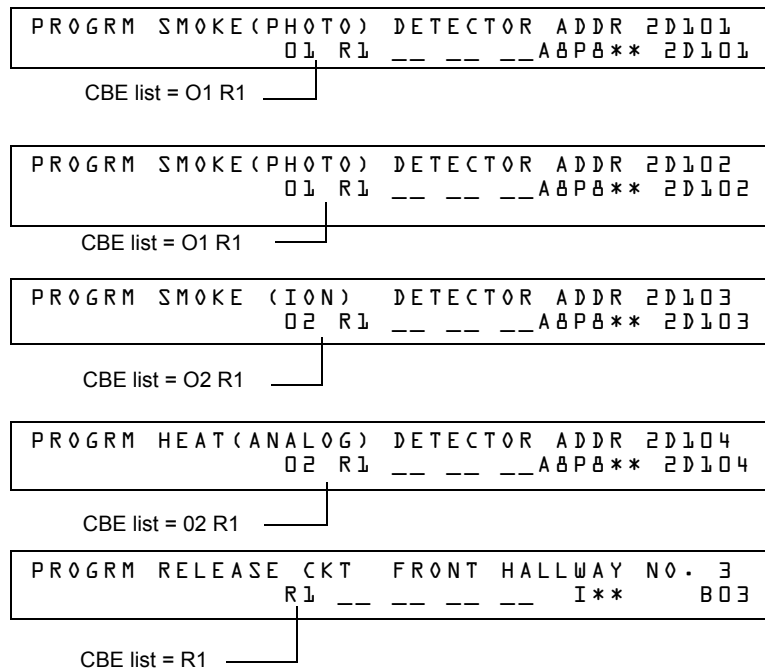 PROGRM SMOKE(PHOTO) DETECTOR ADDR 2D101
01 R1 __ __ __A8P8** 2D101
CBE list = O1 R1
PROGRM SMOKE(PHOTO) DETECTOR ADDR 2D102
01 R1 __ __ __A8P8** 2D102
CBE list = O1 R1
PROGRM SMOKE (ION) DETECTOR ADDR 2D103
02 R1 __ __ __A8P8** 2D103
CBE list = O2 R1
PROGRM HEAT(ANALOG) DETECTOR ADDR 2D104
02 R1 __ __ __A8P8** 2D104
CBE list = 02 R1
PROGRM RELEASE CKT FRONT HALLWAY NO. 3
R1 __ __ __ __ I** B03
CBE list = R1